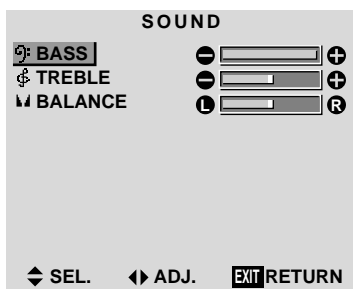 SOUND
BASS
TREBLE
BALANCE L R
SEL. ADJ. EXIT RETURN